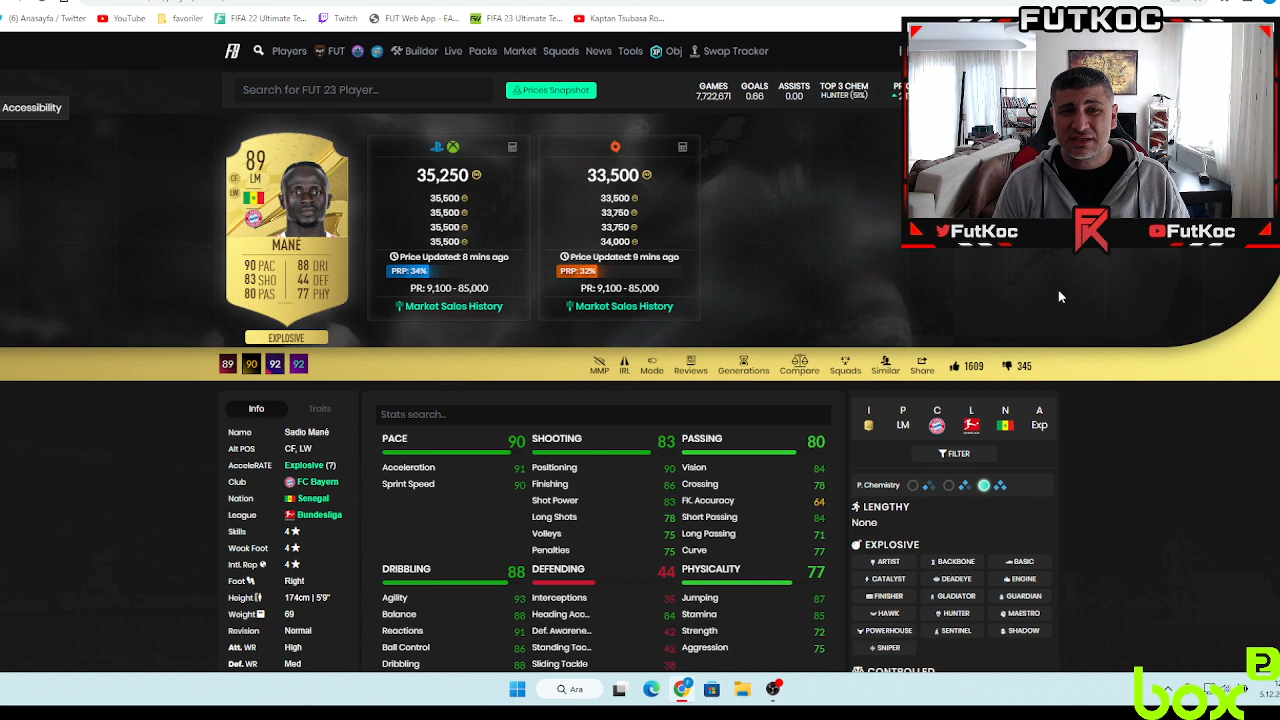 (6) Anasayfa / Twitter
YouTube
favoriler
FIFA 22 Ultimate Te...
Twitch
FUT Web App - EA...
FIFA 23 Ultimate Tea...
Kaptan Tsubasa Ro...
FUTKOC
FB
Players
FUT
Builder
Live
Packs
Market
Squads
News
Tools
Obj
Swap Tracker
Search for FUT 23 Player...
Prices Snapshot
GAMES
7,722,671
GOALS
0.66
ASSISTS
0.00
TOP 3 CHEM
HUNTER (51%)
Accessibility
89
LM
CF
LW
MANÉ
90 PAC
83 SHO
80 PAS
88 DRI
44 DEF
77 PHY
EXPLOSIVE
35,250
35,500
35,500
35,500
35,500
Price Updated: 8 mins ago
PRP: 34%
PR: 9,100 - 85,000
Market Sales History
33,500
33,500
33,750
33,750
34,000
Price Updated: 9 mins ago
PRP: 32%
PR: 9,100 - 85,000
Market Sales History
FutKoc
FK
FutKoc
89
90
92
92
MMP
IRL
Mode
Reviews
Generations
Compare
Squads
Similar
Share
1609
345
Info
Traits
Name Sadio Mané
Alt POS CF, LW
AcceleRATE Explosive (?)
Club FC Bayern
Nation Senegal
League Bundesliga
Skills 4
Weak Foot 4
Intl. Rep 4
Foot Right
Height 174cm | 5'9"
Weight 69
Revision Normal
Att. WR High
Def. WR Med
Stats search...
PACE 90
Acceleration 91
Sprint Speed 90
SHOOTING 83
Positioning 90
Finishing 86
Shot Power 83
Long Shots 78
Volleys 75
Penalties 75
PASSING 80
Vision 84
Crossing 78
FK. Accuracy 64
Short Passing 84
Long Passing 71
Curve 77
DRIBBLING 88
Agility 93
Balance 88
Reactions 91
Ball Control 86
Dribbling 88
DEFENDING 44
Interceptions 35
Heading Acc... 84
Def. Awarene... 42
Standing Tac... 42
Sliding Tackle 38
PHYSICALITY 77
Jumping 87
Stamina 85
Strength 72
Aggression 75
I P C L N A
LM Exp
FILTER
P. Chemistry
LENGTHY
None
EXPLOSIVE
ARTIST
BACKBONE
BASIC
CATALYST
DEADEYE
ENGINE
FINISHER
GLADIATOR
GUARDIAN
HAWK
HUNTER
MAESTRO
POWERHOUSE
SENTINEL
SHADOW
SNIPER
CONTROLLED
Ara
box2